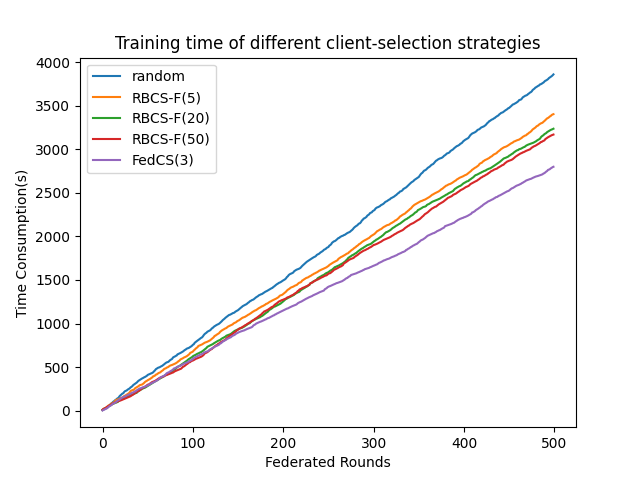 Training time of different client-selection strategies
random
RBCS-F(5)
RBCS-F(20)
RBCS-F(50)
FedCS(3)
Time Consumption(s)
4000
3500
3000
2500
2000
1500
1000
500
0
0 100 200 300 400 500
Federated Rounds